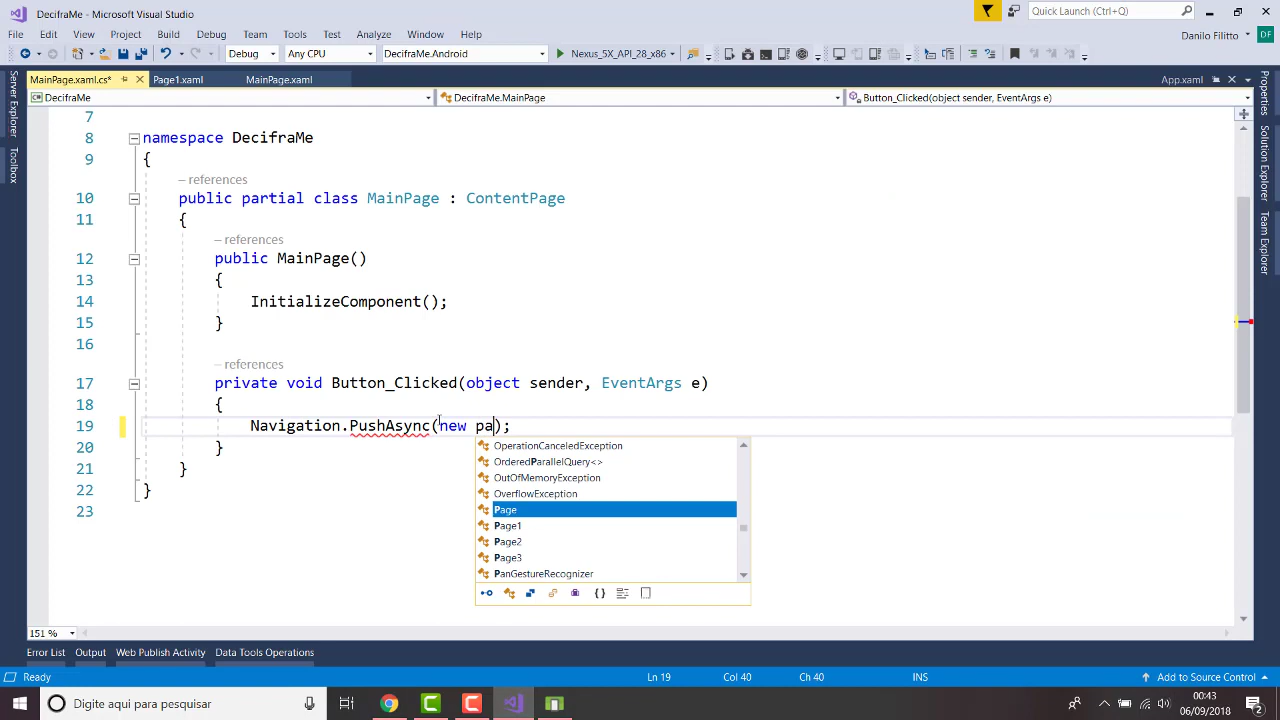 DeciframMe - Microsoft Visual Studio
Quick Launch (Ctrl+Q)
File Edit View Project Build Debug Team Tools Test Analyze Window Help
Danilo Filitto DF
Debug Any CPU DecifraMe.Android Nexus_5X_API_28_x86
MainPage.xaml.cs* Page1.xaml MainPage.xaml App.xaml
DecifraMe DecifraMe.MainPage Button_Clicked(object sender, EventArgs e)
Server Explorer
Toolbox
Properties
Solution Explorer
Team Explorer
7
8 namespace DecifraMe
9 {
– references
10 public partial class MainPage : ContentPage
11 {
– references
12 public MainPage()
13 {
14 InitializeComponent();
15 }
16
– references
17 private void Button_Clicked(object sender, EventArgs e)
18 {
19 Navigation.PushAsync(new pa);
20 }
21 }
22 }
23
OperationCanceledException
OrderedParallelQuery<>
OutOfMemoryException
OverflowException
Page
Page1
Page2
Page3
PanGestureRecognizer
151 %
Error List Output Web Publish Activity Data Tools Operations
Ready Ln 19 Col 40 Ch 40 INS Add to Source Control
Digite aqui para pesquisar
00:43
06/09/2018
2